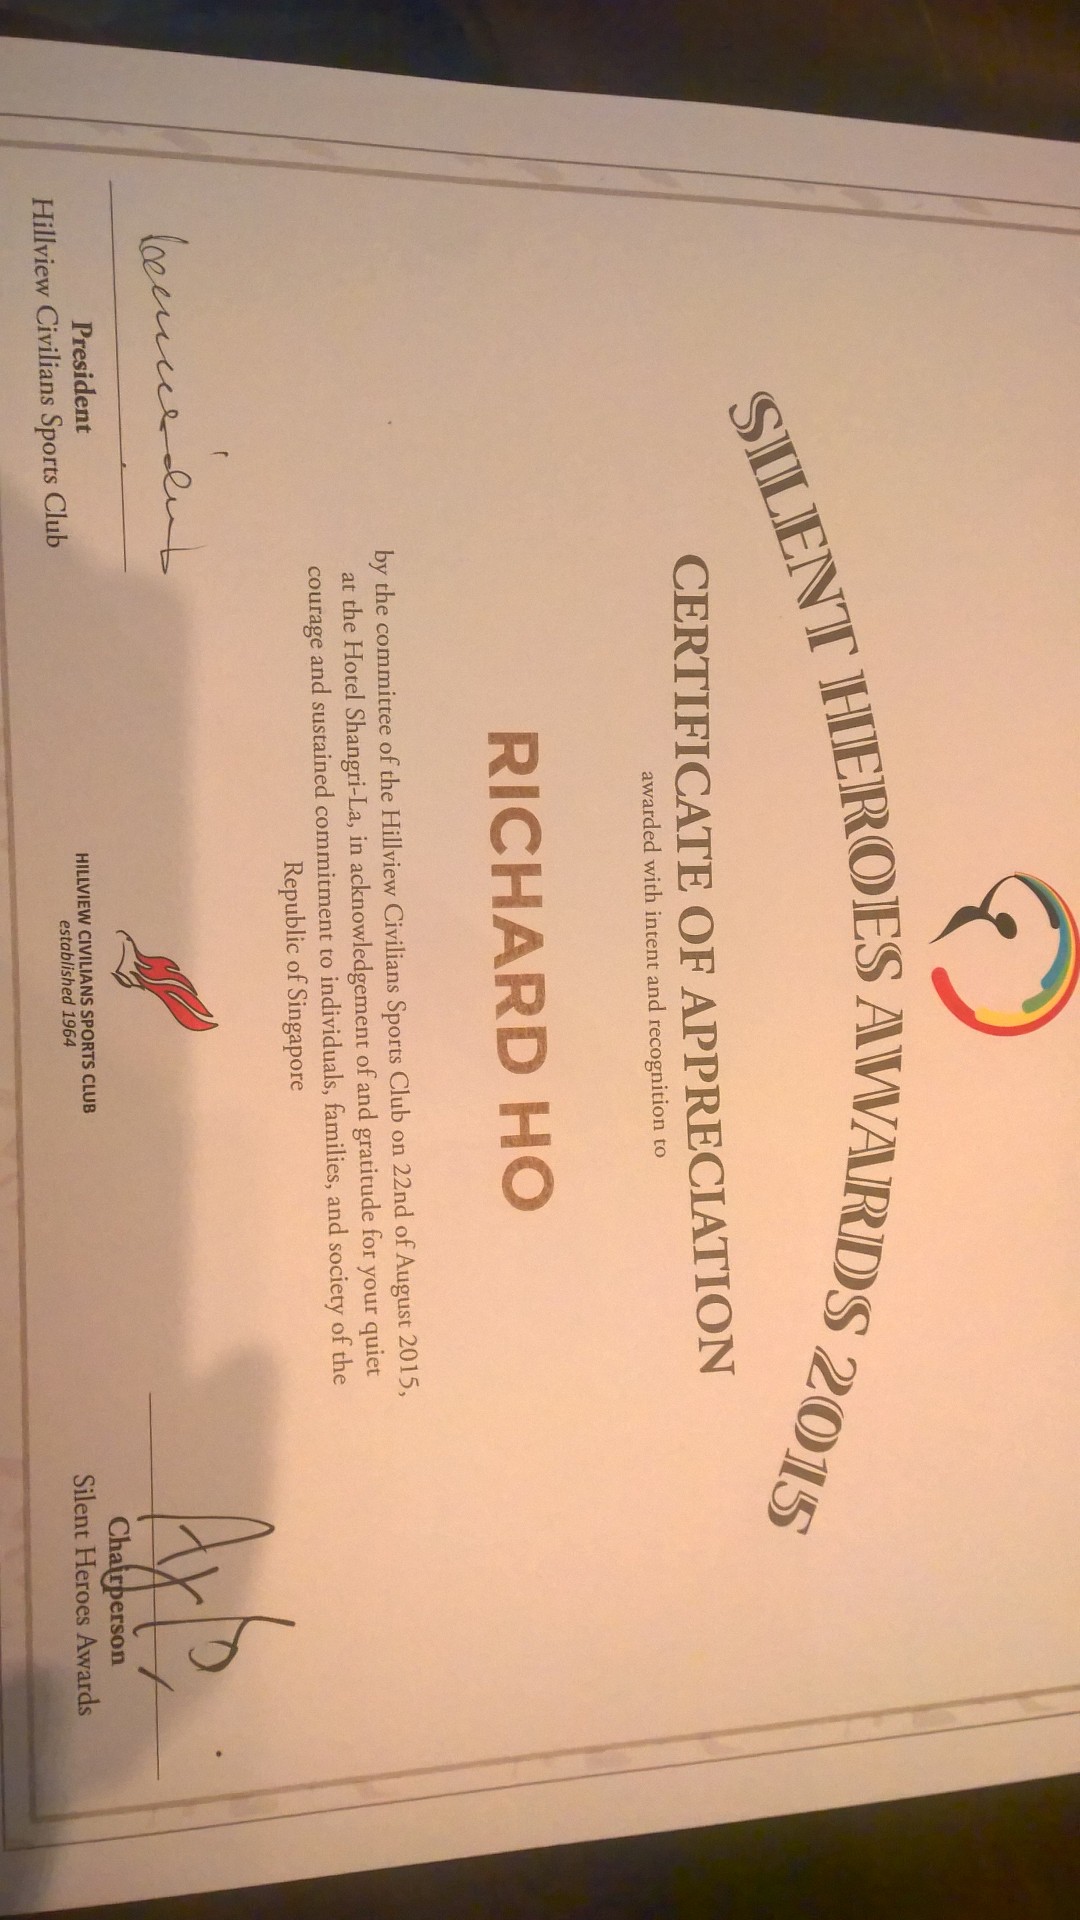 SILENT HEROES AWARDS 2015
CERTIFICATE OF APPRECIATION
awarded with intent and recognition to
RICHARD HO
by the committee of the Hillview Civilians Sports Club on 22nd of August 2015,
at the Hotel Shangri-La, in acknowledgement of and gratitude for your quiet
courage and sustained commitment to individuals, families, and society of the
Republic of Singapore
President
Hillview Civilians Sports Club
HILLVIEW CIVILIANS SPORTS CLUB
established 1964
Chairperson
Silent Heroes Awards